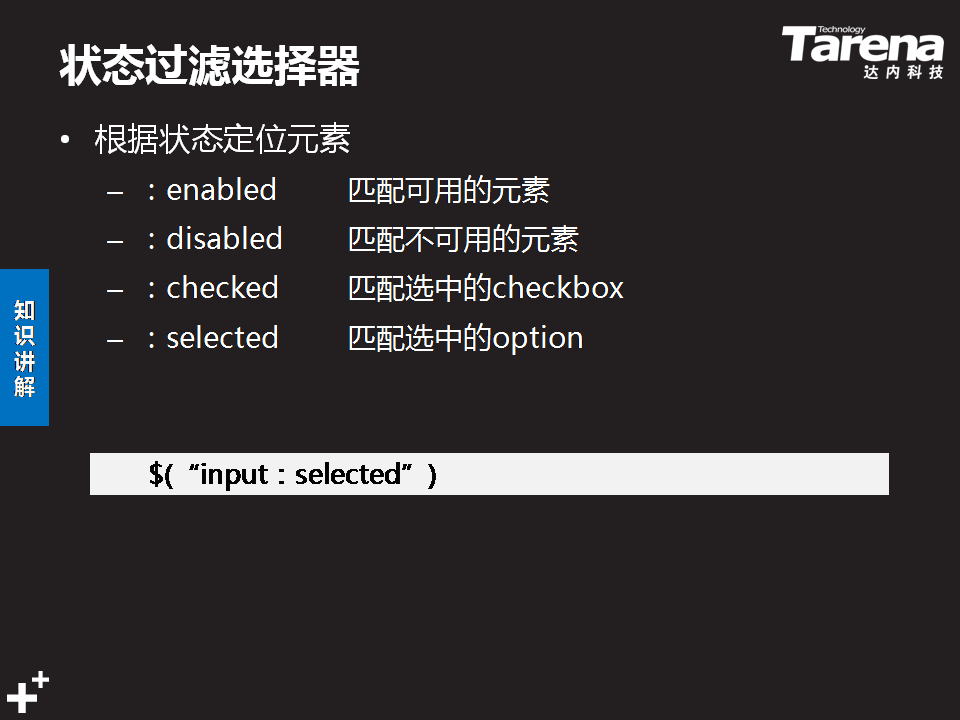 状态过滤选择器
Technology
Tarena
达内科技
• 根据状态定位元素
– :enabled 匹配可用的元素
– :disabled 匹配不可用的元素
– :checked 匹配选中的checkbox
– :selected 匹配选中的option
知识讲解
$(“input:selected”)